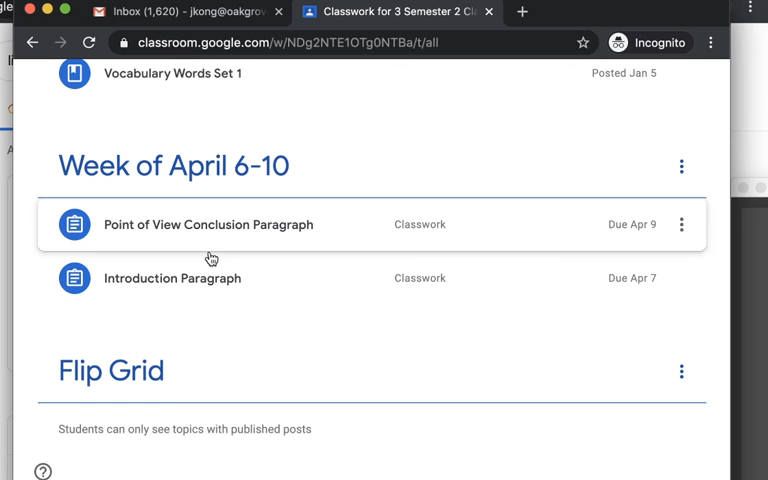 Inbox (1,620) - jkong@oakgrov
Classwork for 3 Semester 2 Cl
classroom.google.com/w/NDg2NTE1OTg0NTBa/t/all
Incognito
Vocabulary Words Set 1 Posted Jan 5
Week of April 6-10
Point of View Conclusion Paragraph Classwork Due Apr 9
Introduction Paragraph Classwork Due Apr 7
Flip Grid
Students can only see topics with published posts